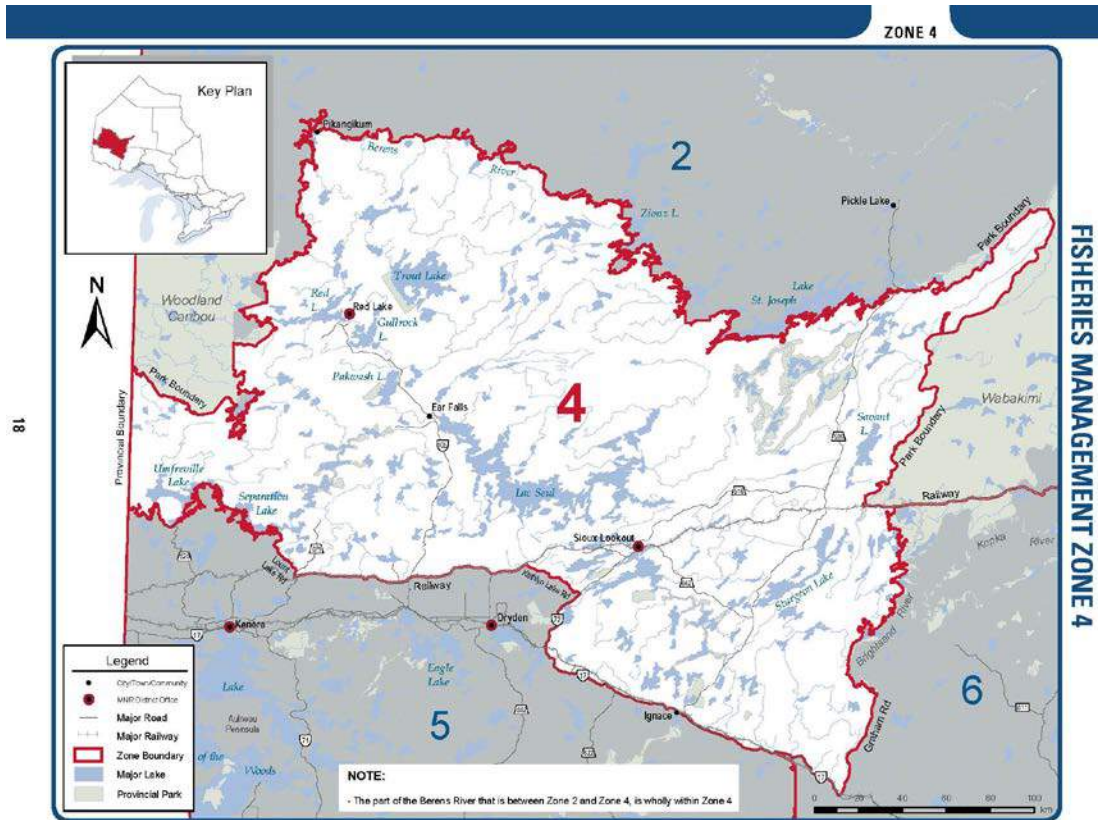 ZONE 4
FISHERIES MANAGEMENT ZONE 4
18
Key Plan
N
Pikangikum
Berens
River
2
Pickle Lake
Park Boundary
Lake
St. Joseph
Trout Lake
Woodland
Caribou
Red
L.
Red Lake
Gullrock
L.
Pakwash L.
Park Boundary
Provincial Boundary
Ear Falls
4
Savant
L.
Wabakimi
Park Boundary
Umfreville
Lake
Separation
Lake
Lac Seul
Railway
Sioux Lookout
River
Railway
Sturgeon Lake
Kenora
17
Dryden
Brightsand River
Eagle
Lake
Lake
Peninsula
of the
Woods
71
5
Ignace
17
6
Graham Rd
Legend
City/Town/Community
MNR District Office
Major Road
Major Railway
Zone Boundary
Major Lake
Provincial Park
NOTE:
- The part of the Berens River that is between Zone 2 and Zone 4, is wholly within Zone 4
0 20 40 60 80 100
km